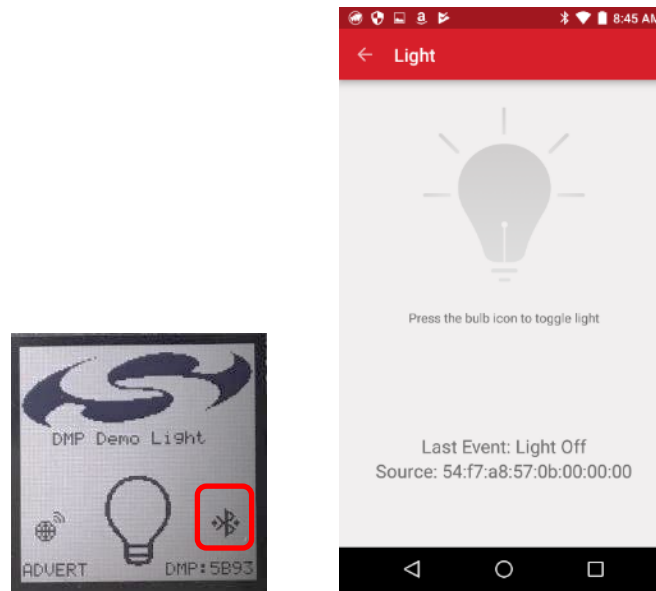 DMP Demo Light
ADVERT
DMP:5B93
8:45 AM
Light
Press the bulb icon to toggle light
Last Event: Light Off
Source: 54:f7:a8:57:0b:00:00:00